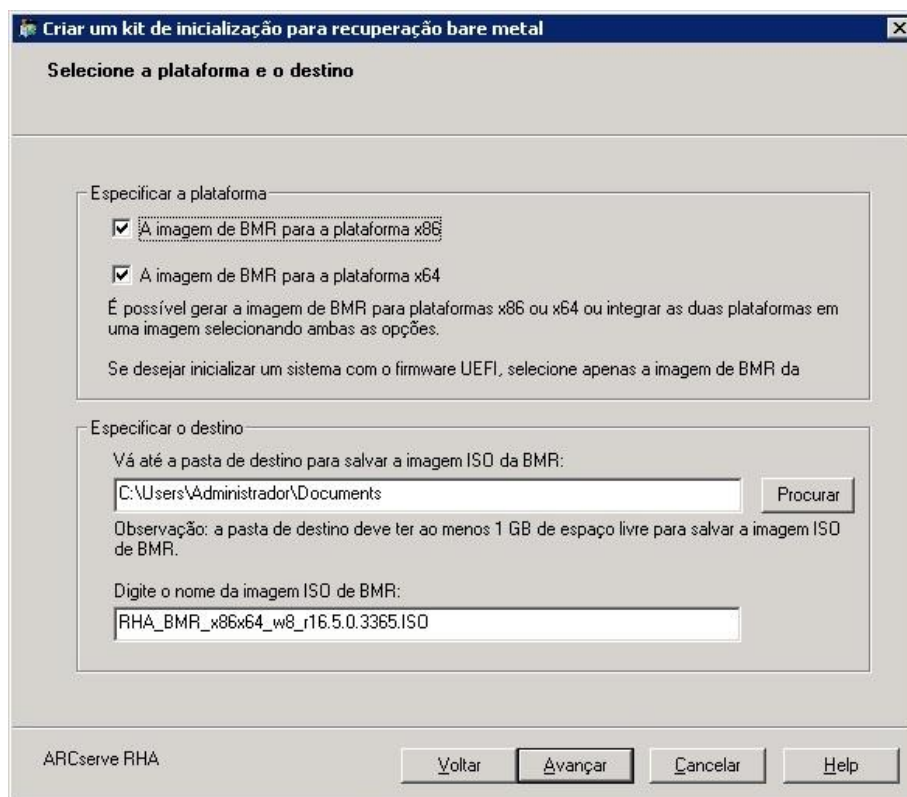 Criar um kit de inicialização para recuperação bare metal
Selecione a plataforma e o destino
Especificar a plataforma
A imagem de BMR para a plataforma x86
A imagem de BMR para a plataforma x64
É possível gerar a imagem de BMR para plataformas x86 ou x64 ou integrar as duas plataformas em
uma imagem selecionando ambas as opções.
Se desejar inicializar um sistema com o firmware UEFI, selecione apenas a imagem de BMR da
Especificar o destino
Vá até a pasta de destino para salvar a imagem ISO da BMR:
C:\Users\Administrador\Documents
Procurar
Observação: a pasta de destino deve ter ao menos 1 GB de espaço livre para salvar a imagem ISO
de BMR.
Digite o nome da imagem ISO de BMR:
RHA_BMR_x86x64_w8_r16.5.0.3365.ISO
ARCserve RHA
Voltar
Avançar
Cancelar
Help